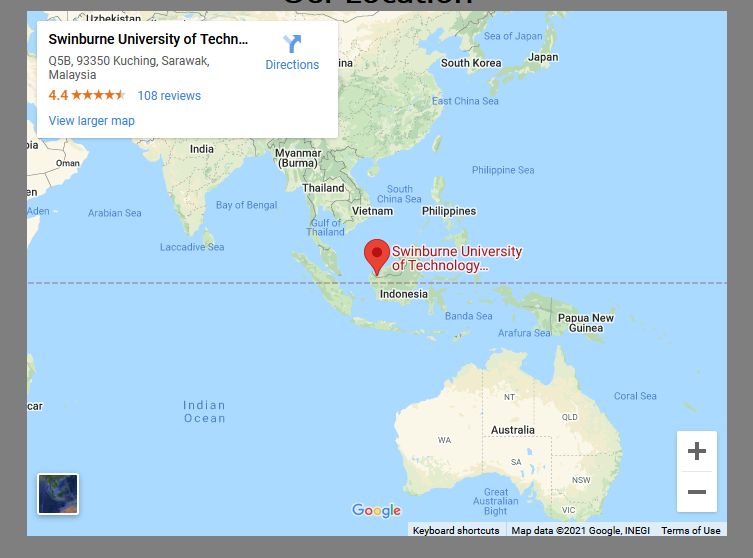 Our Location
Uzbekistan
Swinburne University of Techn...
Directions
Q5B, 93350 Kuching, Sarawak,
Malaysia
4.4
108 reviews
View larger map
Sea of Japan
South Korea
Japan
East China Sea
India
Oman
Myanmar
(Burma)
Thailand
Philippine Sea
South
China Sea
Vietnam
Philippines
Bay of Bengal
Arabian Sea
Aden
Gulf of
Thailand
Laccadive Sea
Swinburne University
of Technology...
Indonesia
Banda Sea
Papua New
Guinea
Arafura Sea
Coral Sea
car
Indian
Ocean
NT
QLD
Australia
WA
SA
NSW
Great
Australian
Bight
VIC
Google
Keyboard shortcuts
Map data ©2021 Google, INEGI
Terms of Use